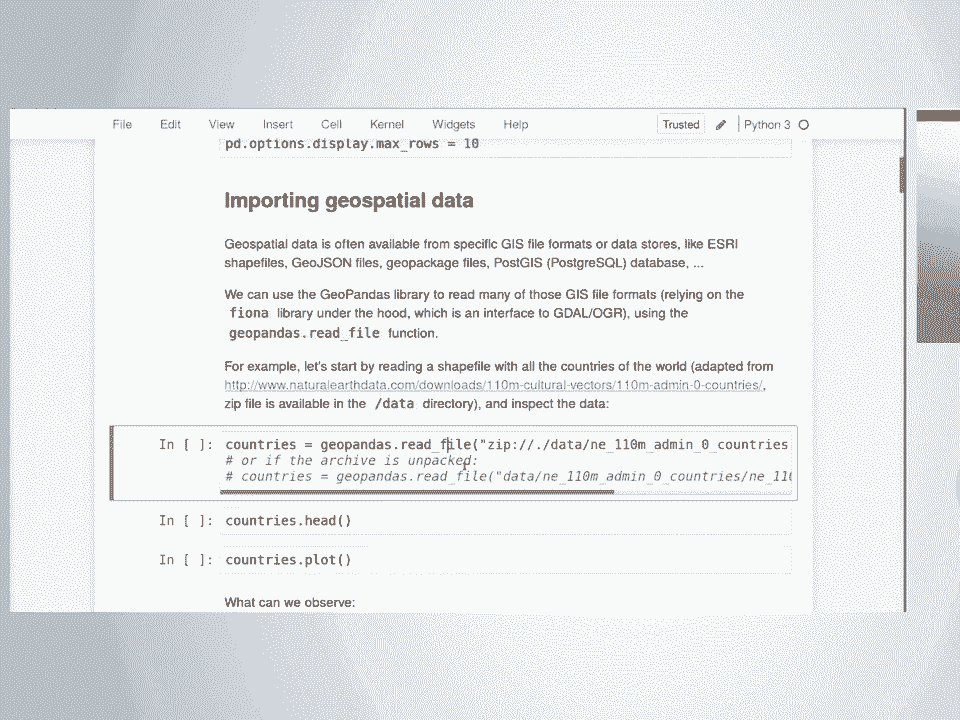 File Edit View Insert Cell Kernel Widgets Help Trusted Python 3
pd.options.display.max_rows = 10
Importing geospatial data
Geospatial data is often available from specific GIS file formats or data stores, like ESRI
shapefiles, GeoJSON files, geopackage files, PostGIS (PostgreSQL) database, ...
We can use the GeoPandas library to read many of those GIS file formats (relying on the
fiona library under the hood, which is an interface to GDAL/OGR), using the
geopandas.read_file function.
For example, let's start by reading a shapefile with all the countries of the world (adapted from
http://www.naturalearthdata.com/downloads/110m-cultural-vectors/110m-admin-0-countries/,
zip file is available in the /data directory), and inspect the data:
In [ ]: countries = geopandas.read_file("zip://./data/ne_110m_admin_0_countries
# or if the archive is unpacked:
# countries = geopandas.read_file("data/ne_110m_admin_0_countries/ne_110
In [ ]: countries.head()
In [ ]: countries.plot()
What can we observe: